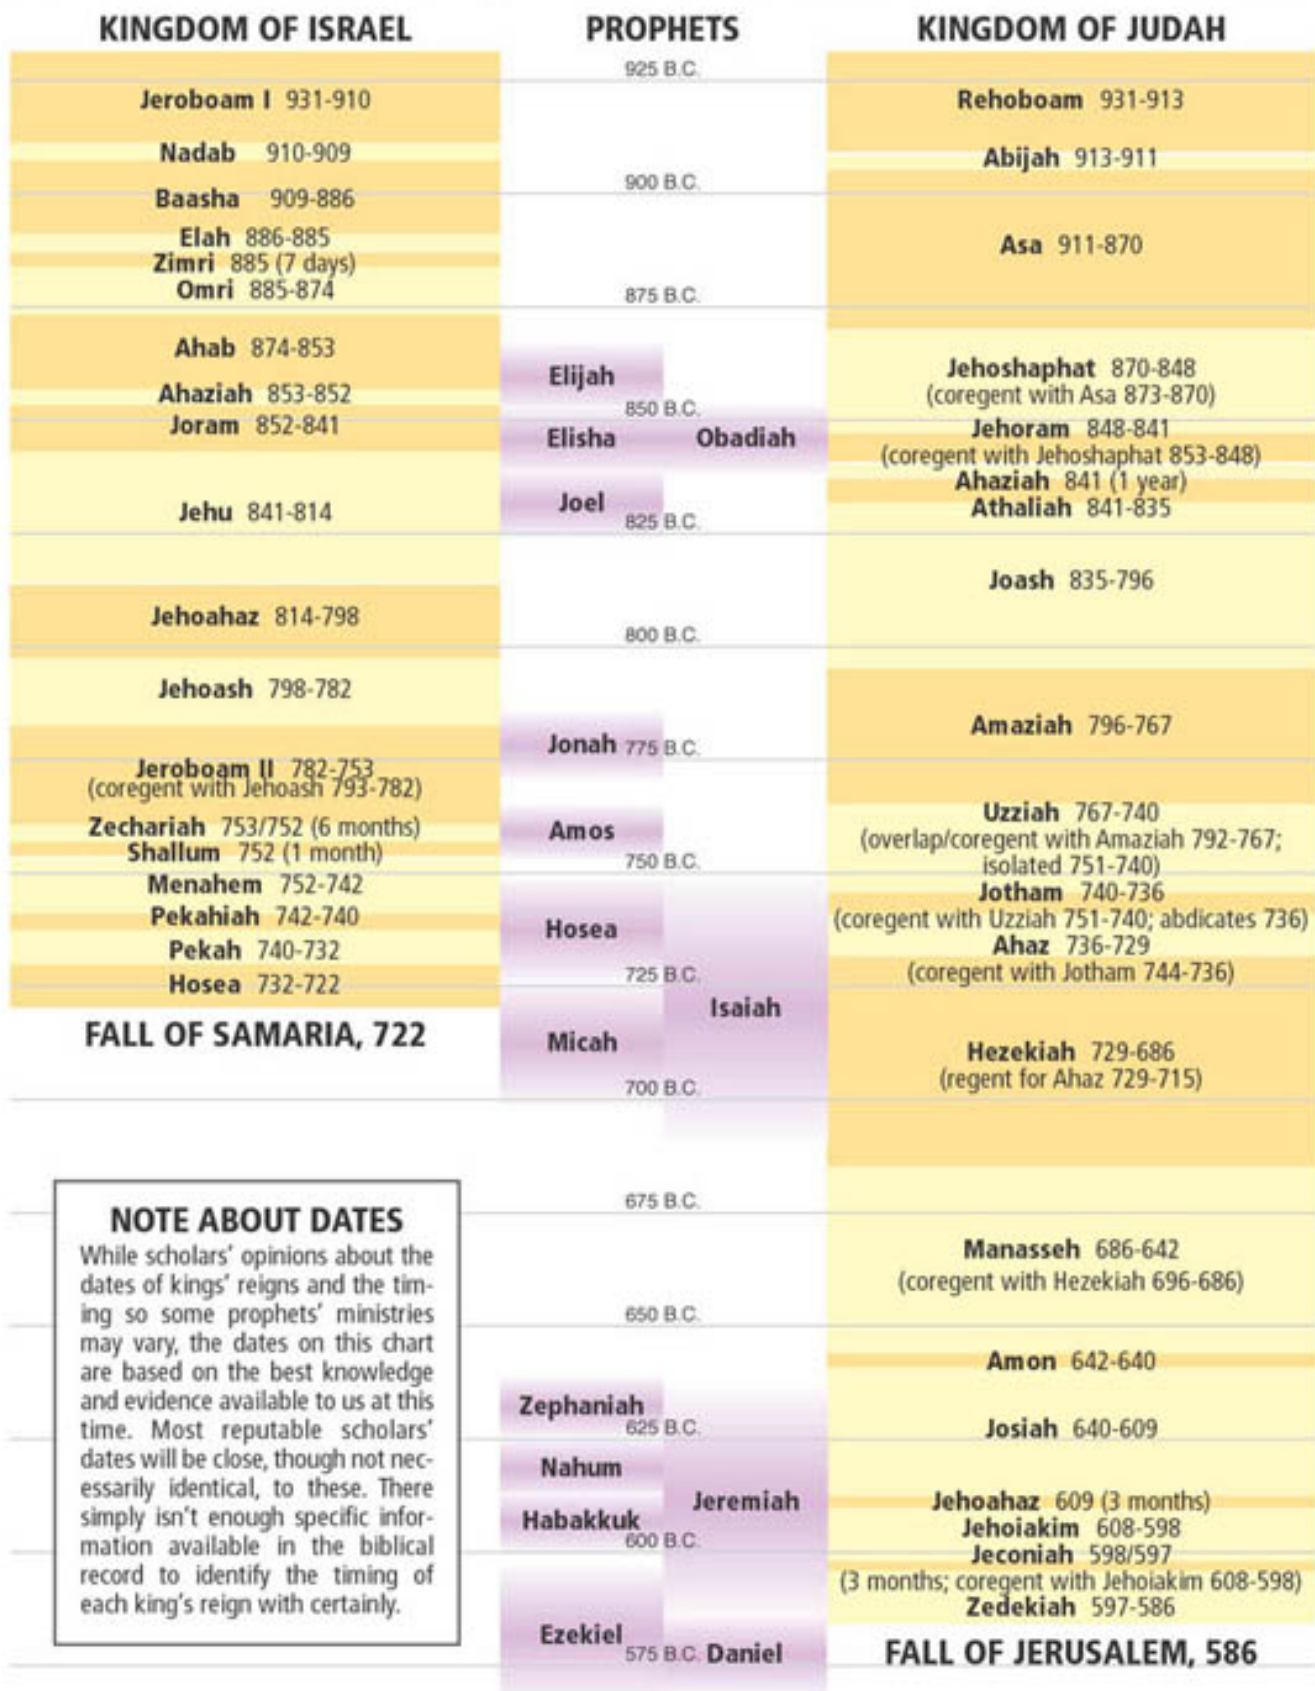 KINGDOM OF ISRAEL
Jeroboam I 931-910
Nadab 910-909
Baasha 909-886
Elah 886-885
Zimri 885 (7 days)
Omri 885-874
Ahab 874-853
Ahaziah 853-852
Joram 852-841
Jehu 841-814
Jehoahaz 814-798
Jehoash 798-782
Jeroboam II 782-753
(coregent with Jehoash 793-782)
Zechariah 753/752 (6 months)
Shallum 752 (1 month)
Menahem 752-742
Pekahiah 742-740
Pekah 740-732
Hosea 732-722
FALL OF SAMARIA, 722
NOTE ABOUT DATES
While scholars' opinions about the
dates of kings' reigns and the tim-
ing so some prophets' ministries
may vary, the dates on this chart
are based on the best knowledge
and evidence available to us at this
time. Most reputable scholars'
dates will be close, though not nec-
essarily identical, to these. There
simply isn't enough specific infor-
mation available in the biblical
record to identify the timing of
each king's reign with certainly.
PROPHETS
925 B.C.
900 B.C.
875 B.C.
Elijah
850 B.C.
Elisha Obadiah
Joel
825 B.C.
800 B.C.
Jonah 775 B.C.
Amos
750 B.C.
Hosea
725 B.C.
Isaiah
Micah
700 B.C.
675 B.C.
650 B.C.
Zephaniah
625 B.C.
Nahum
Jeremiah
Habakkuk
600 B.C.
Ezekiel
575 B.C. Daniel
KINGDOM OF JUDAH
Rehoboam 931-913
Abijah 913-911
Asa 911-870
Jehoshaphat 870-848
(coregent with Asa 873-870)
Jehoram 848-841
(coregent with Jehoshaphat 853-848)
Ahaziah 841 (1 year)
Athaliah 841-835
Joash 835-796
Amaziah 796-767
Uzziah 767-740
(overlap/coregent with Amaziah 792-767;
isolated 751-740)
Jotham 740-736
(coregent with Uzziah 751-740; abdicates 736)
Ahaz 736-729
(coregent with Jotham 744-736)
Hezekiah 729-686
(regent for Ahaz 729-715)
Manasseh 686-642
(coregent with Hezekiah 696-686)
Amon 642-640
Josiah 640-609
Jehoahaz 609 (3 months)
Jehoiakim 608-598
Jeconiah 598/597
(3 months; coregent with Jehoiakim 608-598)
Zedekiah 597-586
FALL OF JERUSALEM, 586